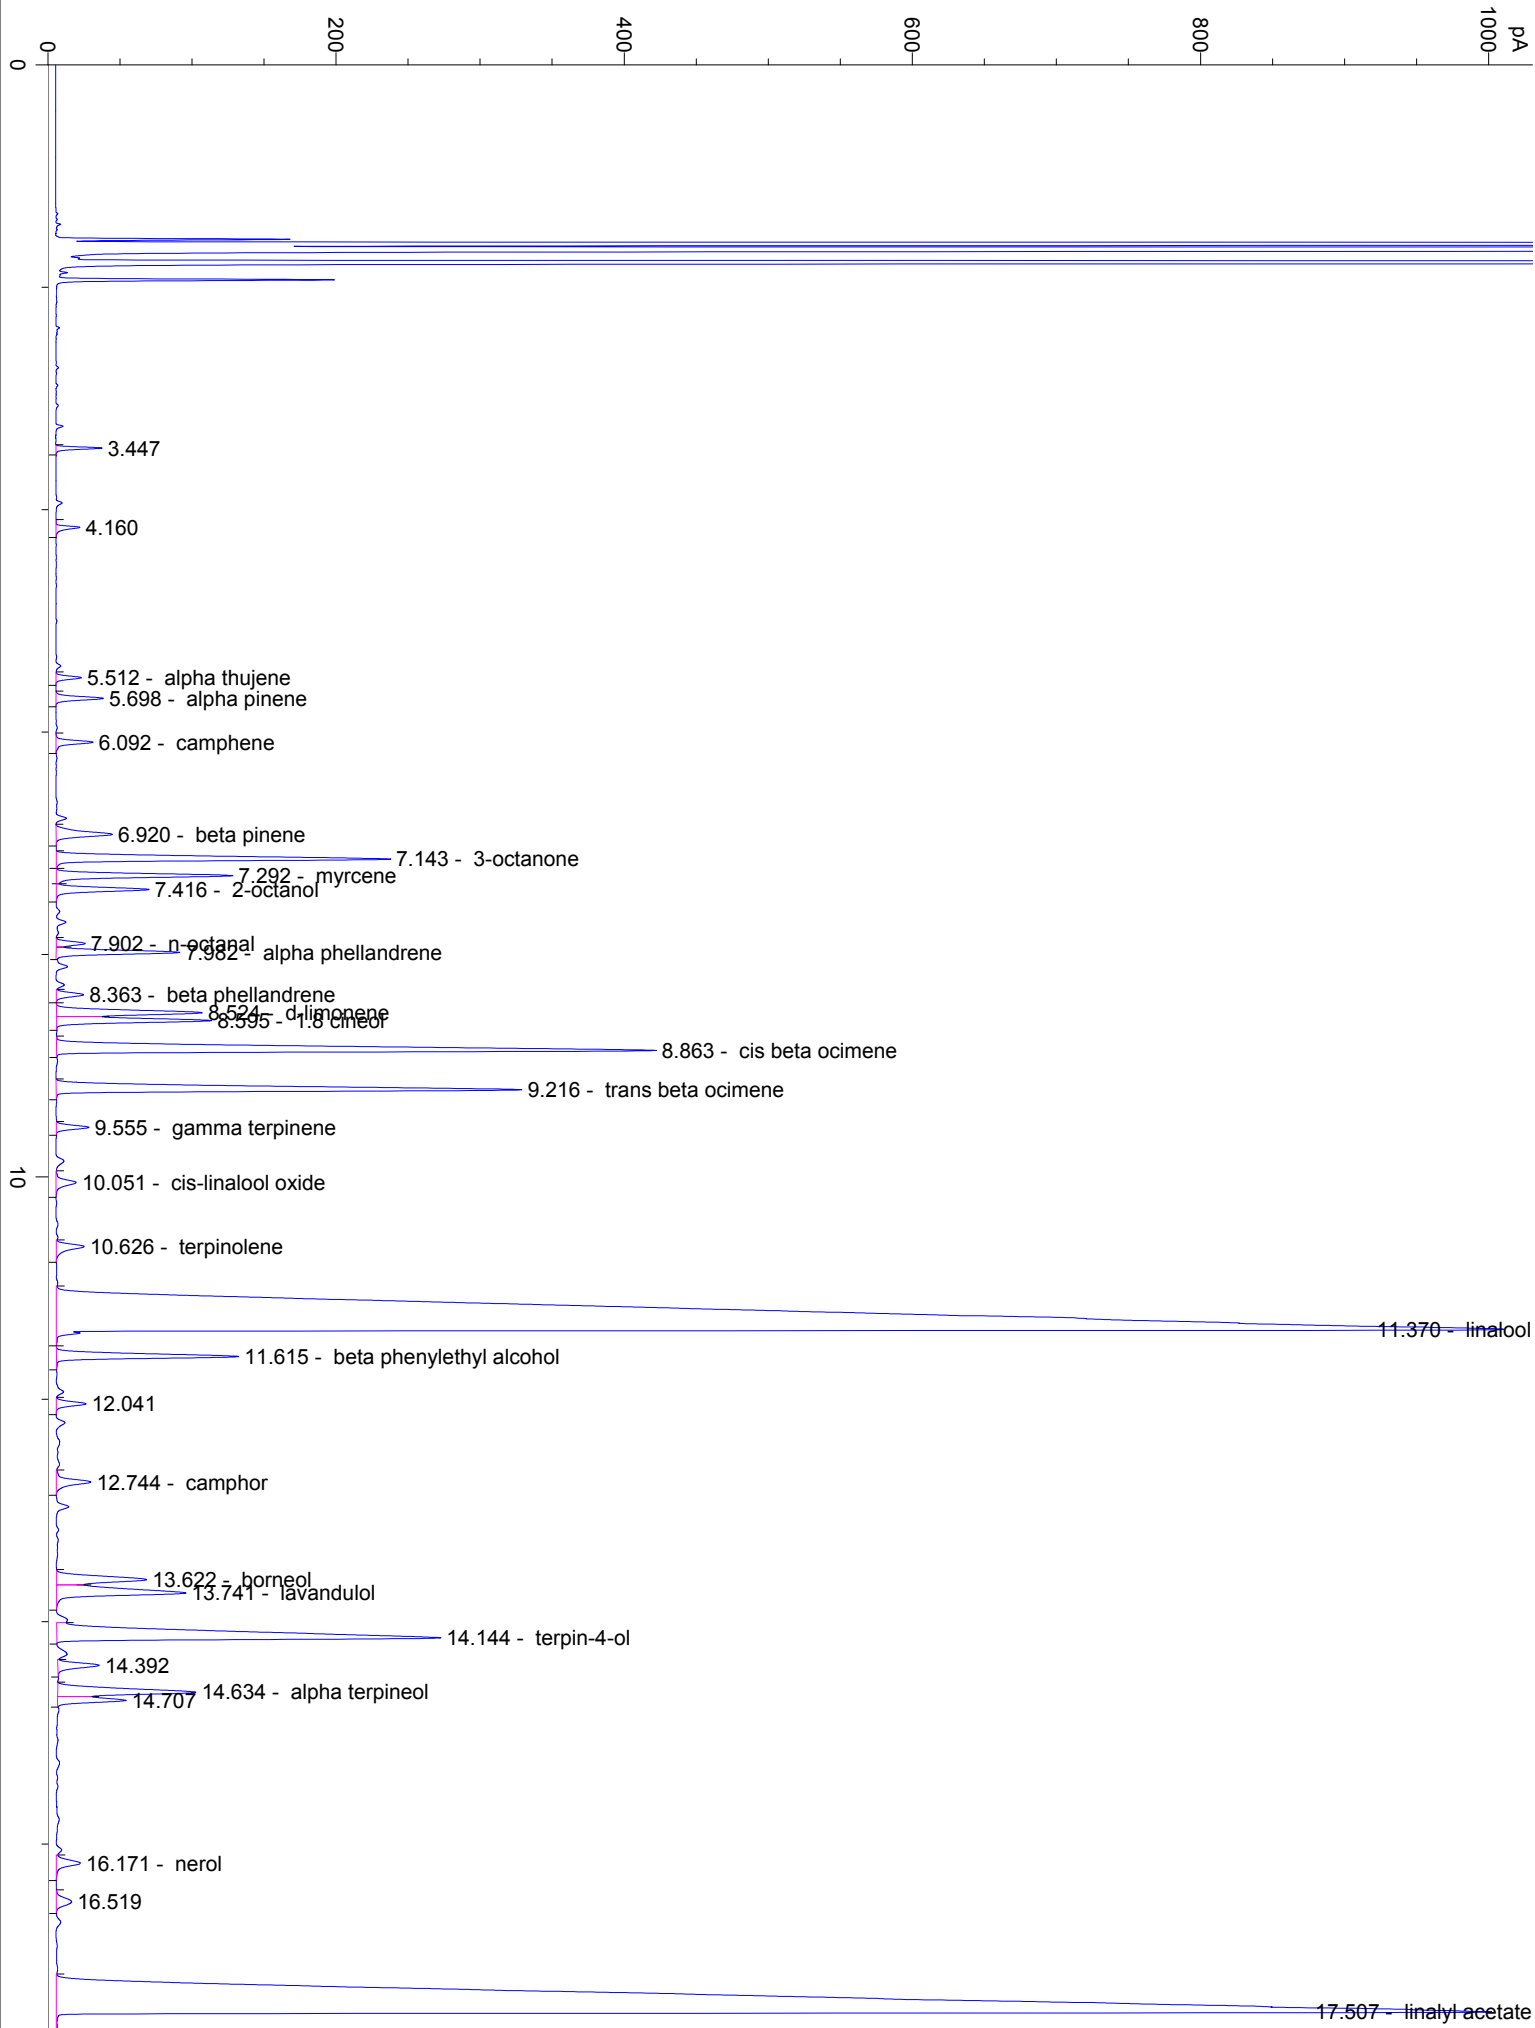 pA
0
200
400
600
800
1000
0
3.447
4.160
5.512 - alpha thujene
5.698 - alpha pinene
6.092 - camphene
6.920 - beta pinene
7.143 - 3-octanone
7.292 - myrcene
7.416 - 2-octanol
7.902 - n-octanal
7.982 - alpha phellandrene
8.363 - beta phellandrene
8.524 - d-limonene
8.595 - 1.8 cineol
8.863 - cis beta ocimene
9.216 - trans beta ocimene
9.555 - gamma terpinene
10
10.051 - cis-linalool oxide
10.626 - terpinolene
11.370 - linalool
11.615 - beta phenylethyl alcohol
12.041
12.744 - camphor
13.622 - borneol
13.741 - lavandulol
14.144 - terpin-4-ol
14.392
14.634 - alpha terpineol
14.707
16.171 - nerol
16.519
17.507 - linalyl acetate